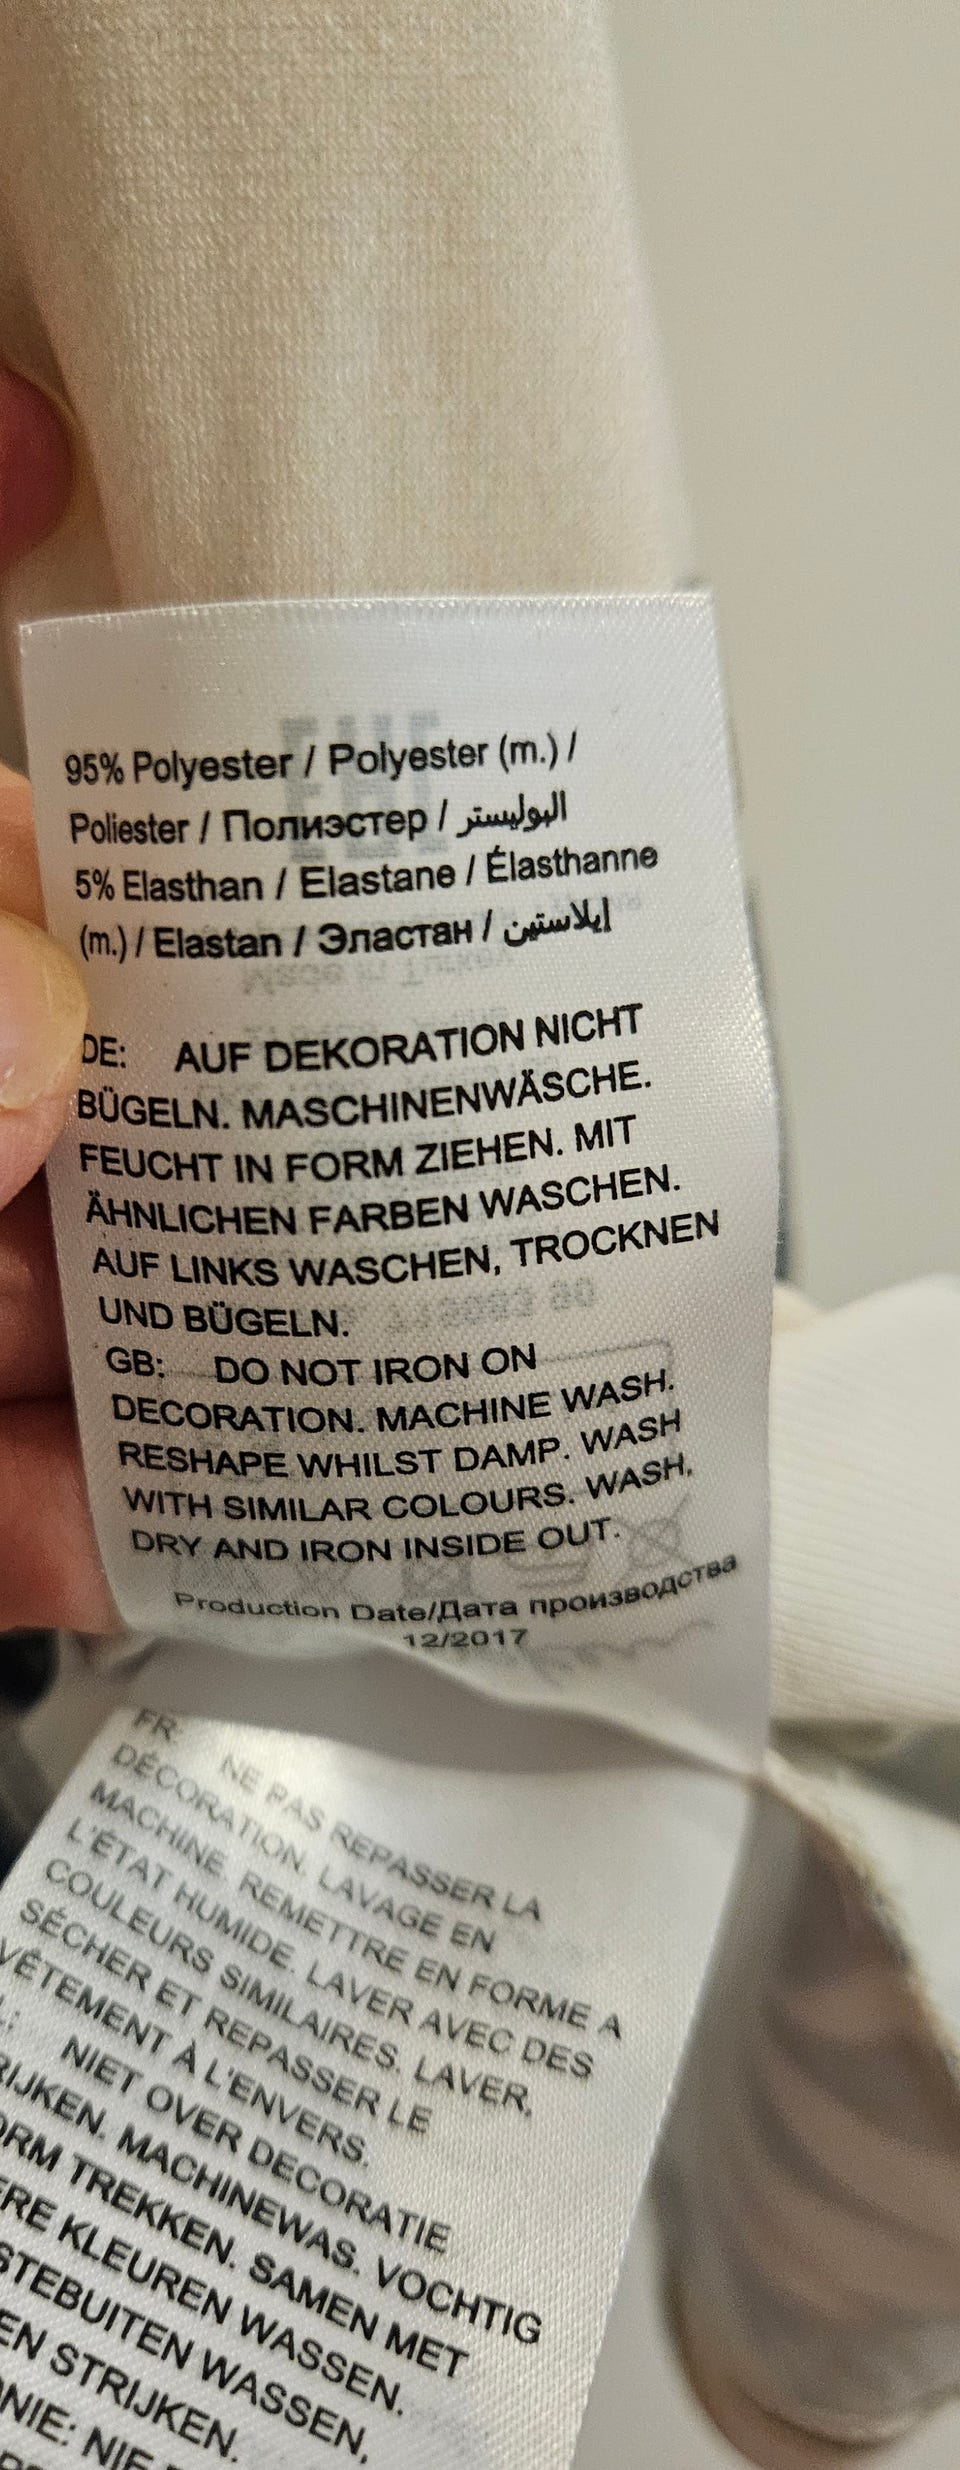 95% Polyester / Polyester (m.) /
Poliester / Полиэстер / البوليستر
5% Elasthan / Elastane / Élasthanne
(m.) / Elastan / Эластан / إيلاستين
DE: AUF DEKORATION NICHT
BÜGELN. MASCHINENWÄSCHE.
FEUCHT IN FORM ZIEHEN. MIT
ÄHNLICHEN FARBEN WASCHEN.
AUF LINKS WASCHEN, TROCKNEN
UND BÜGELN.
GB: DO NOT IRON ON
DECORATION. MACHINE WASH.
RESHAPE WHILST DAMP. WASH
WITH SIMILAR COLOURS. WASH,
DRY AND IRON INSIDE OUT.
Production Date/Дата производства
12/2017
FR: NE PAS REPASSER LA
DÉCORATION. LAVAGE EN
MACHINE. REMETTRE EN FORME A
L'ÉTAT HUMIDE. LAVER AVEC DES
COULEURS SIMILAIRES. LAVER,
SÉCHER ET REPASSER LE
VÊTEMENT À L'ENVERS.
L: NIET OVER DECORATIE
RIJKEN. MACHINEWAS. VOCHTIG
ORM TREKKEN. SAMEN MET
ERE KLEUREN WASSEN.
STEBUITEN WASSEN,
EN STRIJKEN.
ONIE: NIE